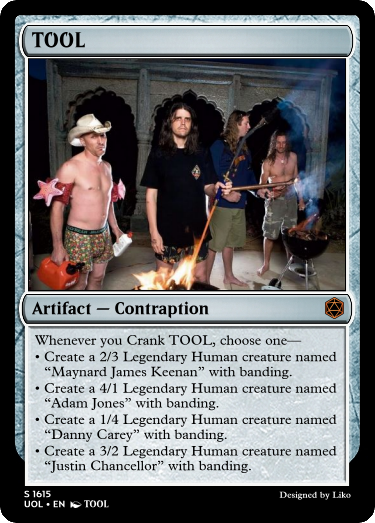 TOOL
Artifact — Contraption
Whenever you Crank TOOL, choose one—
• Create a 2/3 Legendary Human creature named
“Maynard James Keenan” with banding.
• Create a 4/1 Legendary Human creature named
“Adam Jones” with banding.
• Create a 1/4 Legendary Human creature named
“Danny Carey” with banding.
• Create a 3/2 Legendary Human creature named
“Justin Chancellor” with banding.
S 1615
UOL • EN TOOL
Designed by Liko